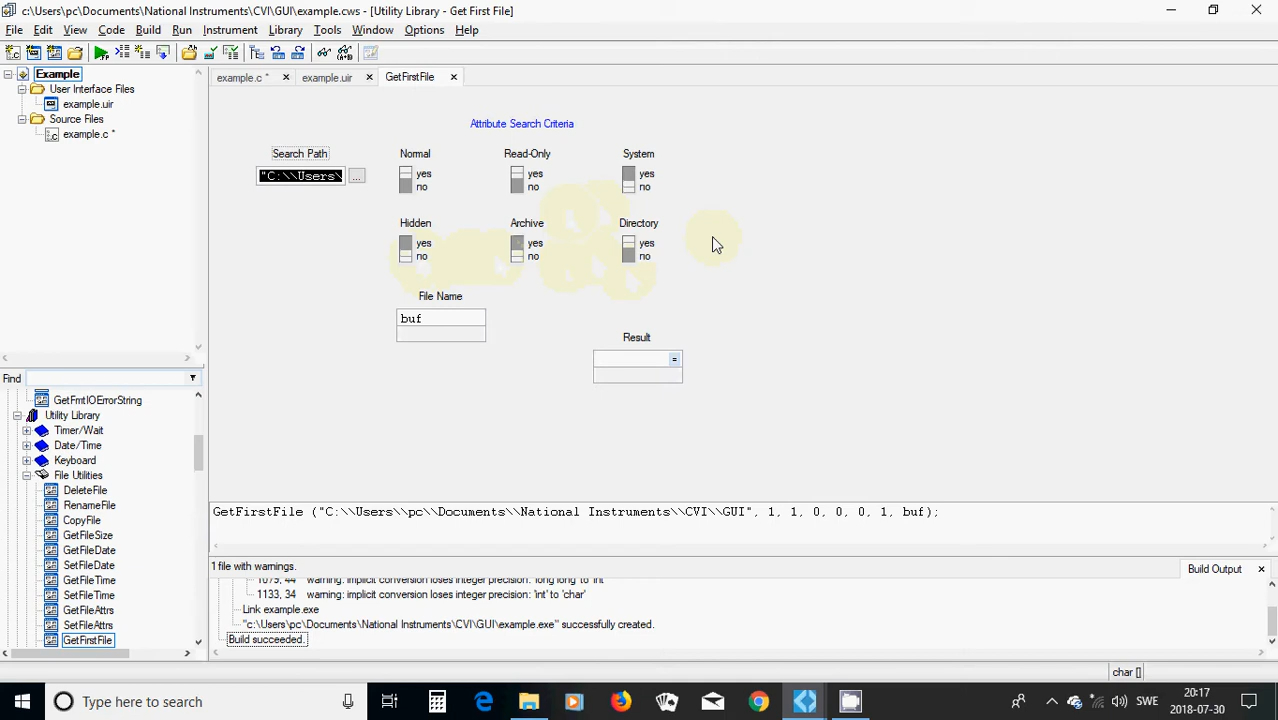 c:\Users\pc\Documents\National Instruments\CVI\GUI\example.cws - [Utility Library - Get First File]
File Edit View Code Build Run Instrument Library Tools Window Options Help
Example
User Interface Files
example.uir
Source Files
example.c *
example.c * example.uir GetFirstFile
Attribute Search Criteria
Search Path Normal Read-Only System
"C:\\Users\ ... yes yes yes
no no no
Hidden Archive Directory
yes yes yes
no no no
File Name
buf
Result
=
Find
GetFmtIOErrorString
Utility Library
Timer/Wait
Date/Time
Keyboard
File Utilities
DeleteFile
RenameFile
CopyFile
GetFileSize
GetFileDate
SetFileDate
GetFileTime
SetFileTime
GetFileAttrs
SetFileAttrs
GetFirstFile
GetFirstFile ("C:\\Users\\pc\\Documents\\National Instruments\\CVI\\GUI", 1, 1, 0, 0, 0, 1, buf);
1 file with warnings.
Build Output
1079, 44 warning: implicit conversion loses integer precision: 'long long' to 'int'
1133, 34 warning: implicit conversion loses integer precision: 'int' to 'char'
Link example.exe
"c:\Users\pc\Documents\National Instruments\CVI\GUI\example.exe" successfully created.
Build succeeded.
char []
Type here to search
SWE
20:17
2018-07-30